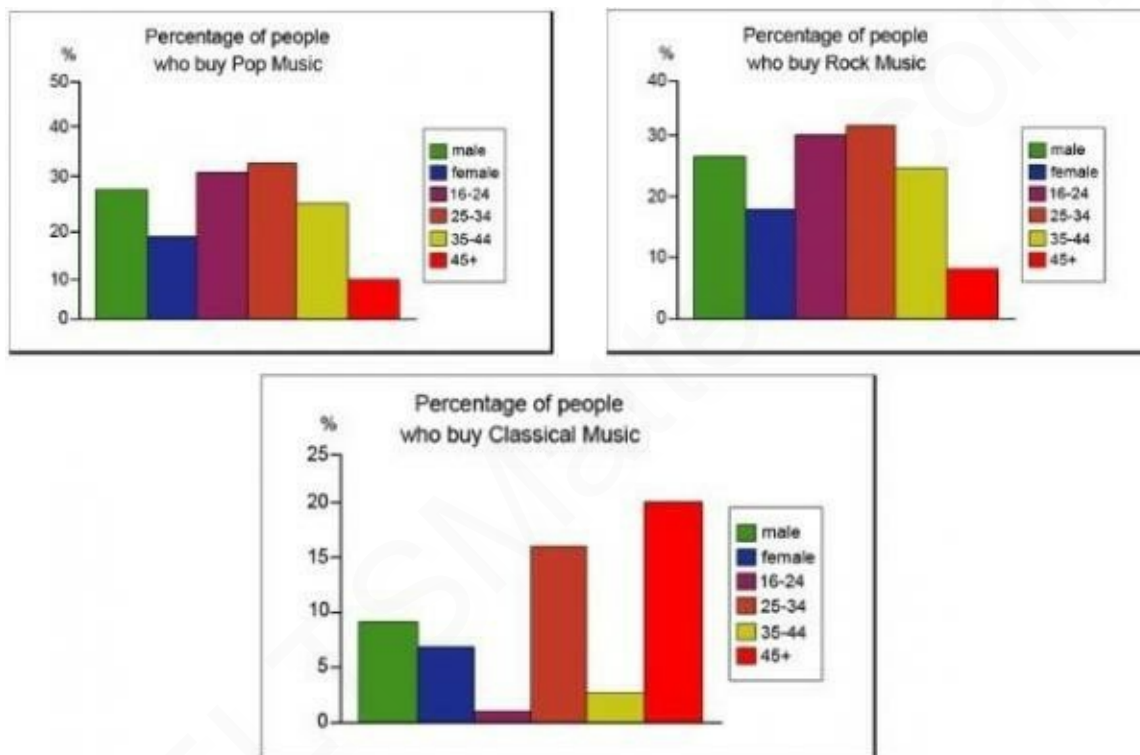 Percentage of people
who buy Pop Music
%
50
40
30
20
10
0
male
female
16-24
25-34
35-44
45+
Percentage of people
who buy Rock Music
%
40
30
20
10
0
male
female
16-24
25-34
35-44
45+
Percentage of people
who buy Classical Music
%
25
20
15
10
5
0
male
female
16-24
25-34
35-44
45+